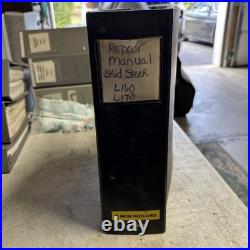 Repair
Manual
Skid Steer
L160
L170
NEW HOLLAND